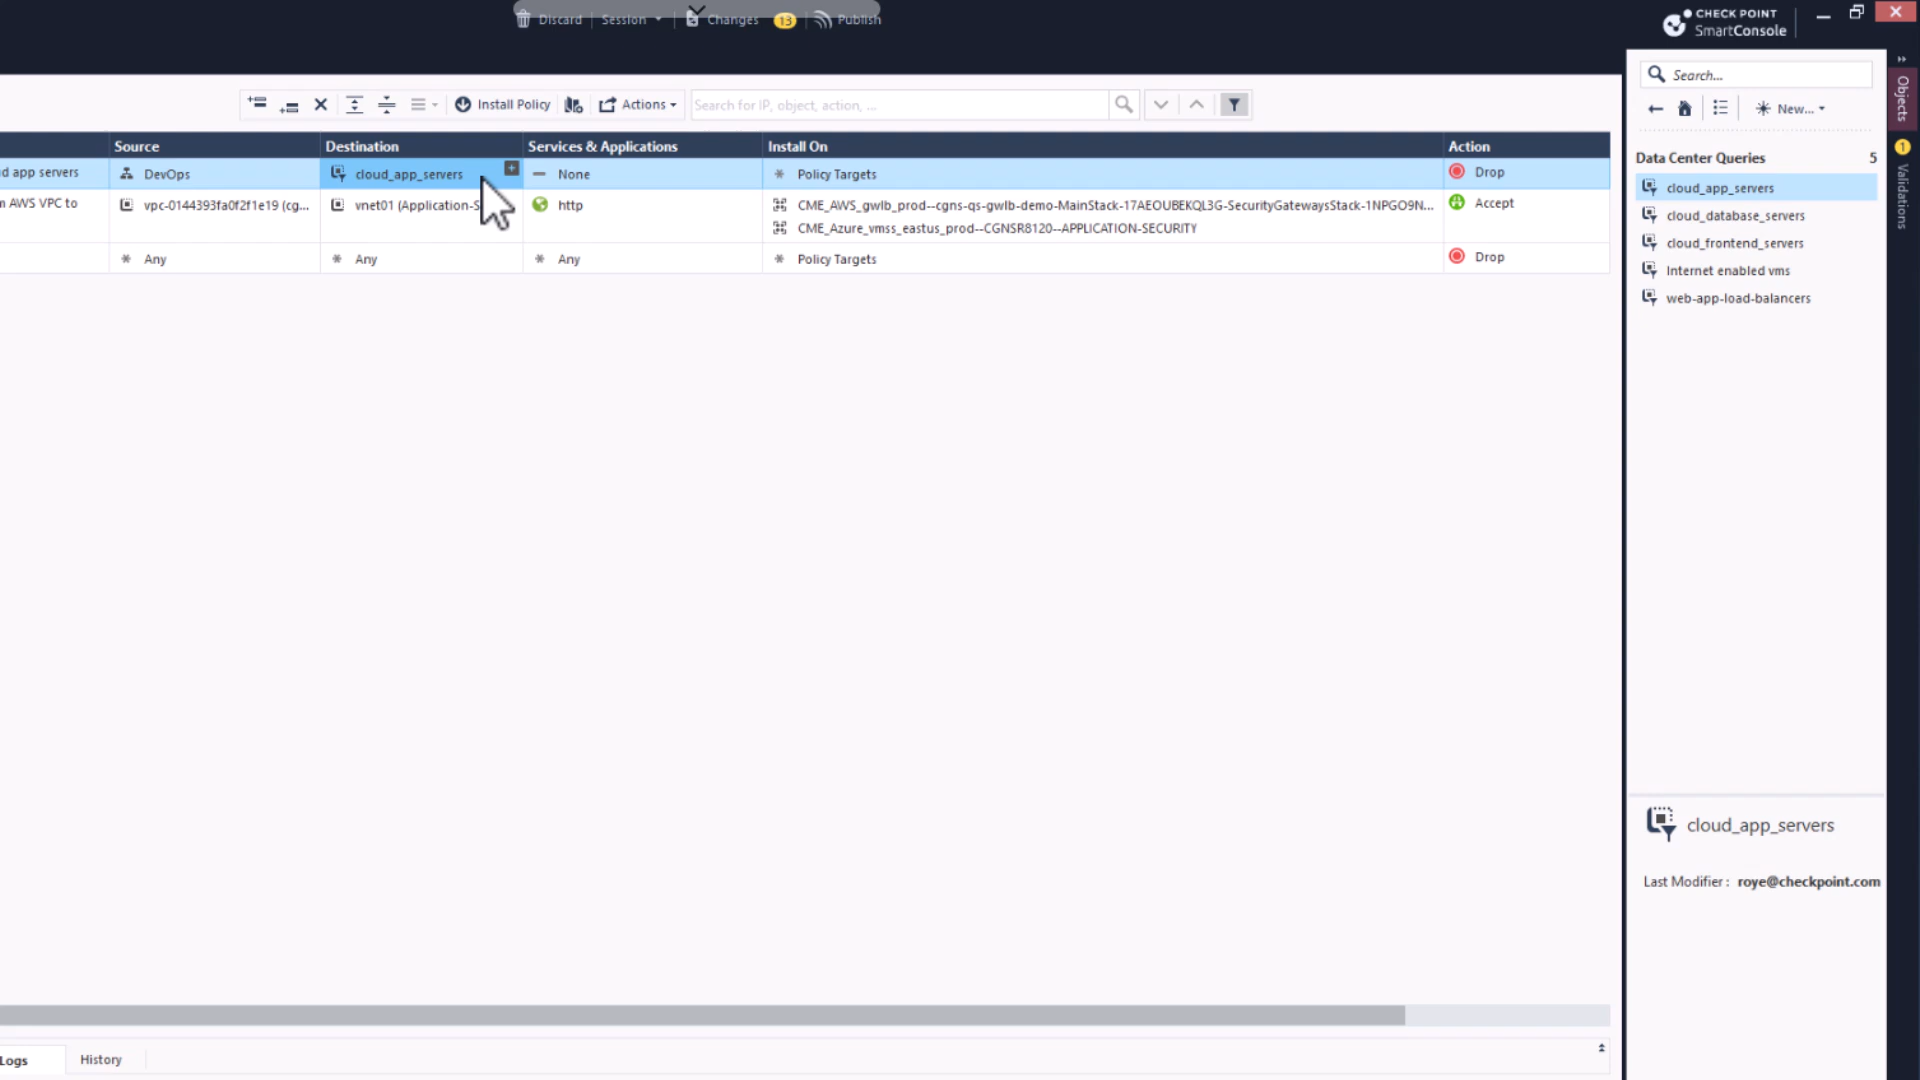 Discard
Session
Changes
13
Publish
CHECK POINT
SmartConsole
Search...
New...
Objects
1
Validations
Install Policy
Actions
Search for IP, object, action, ...
Source
Destination
Services & Applications
Install On
Action
d app servers
DevOps
cloud_app_servers
None
Policy Targets
Drop
n AWS VPC to
vpc-0144393fa0f2f1e19 (cg...
vnet01 (Application-S
http
CME_AWS_gwlb_prod--cgns-qs-gwlb-demo-MainStack-17AEOUBEKQL3G-SecurityGatewaysStack-1NPGO9N...
Accept
CME_Azure_vmss_eastus_prod--CGNSR8120--APPLICATION-SECURITY
Any
Any
Any
Policy Targets
Drop
Data Center Queries
5
cloud_app_servers
cloud_database_servers
cloud_frontend_servers
Internet enabled vms
web-app-load-balancers
cloud_app_servers
Last Modifier : roye@checkpoint.com
Logs
History